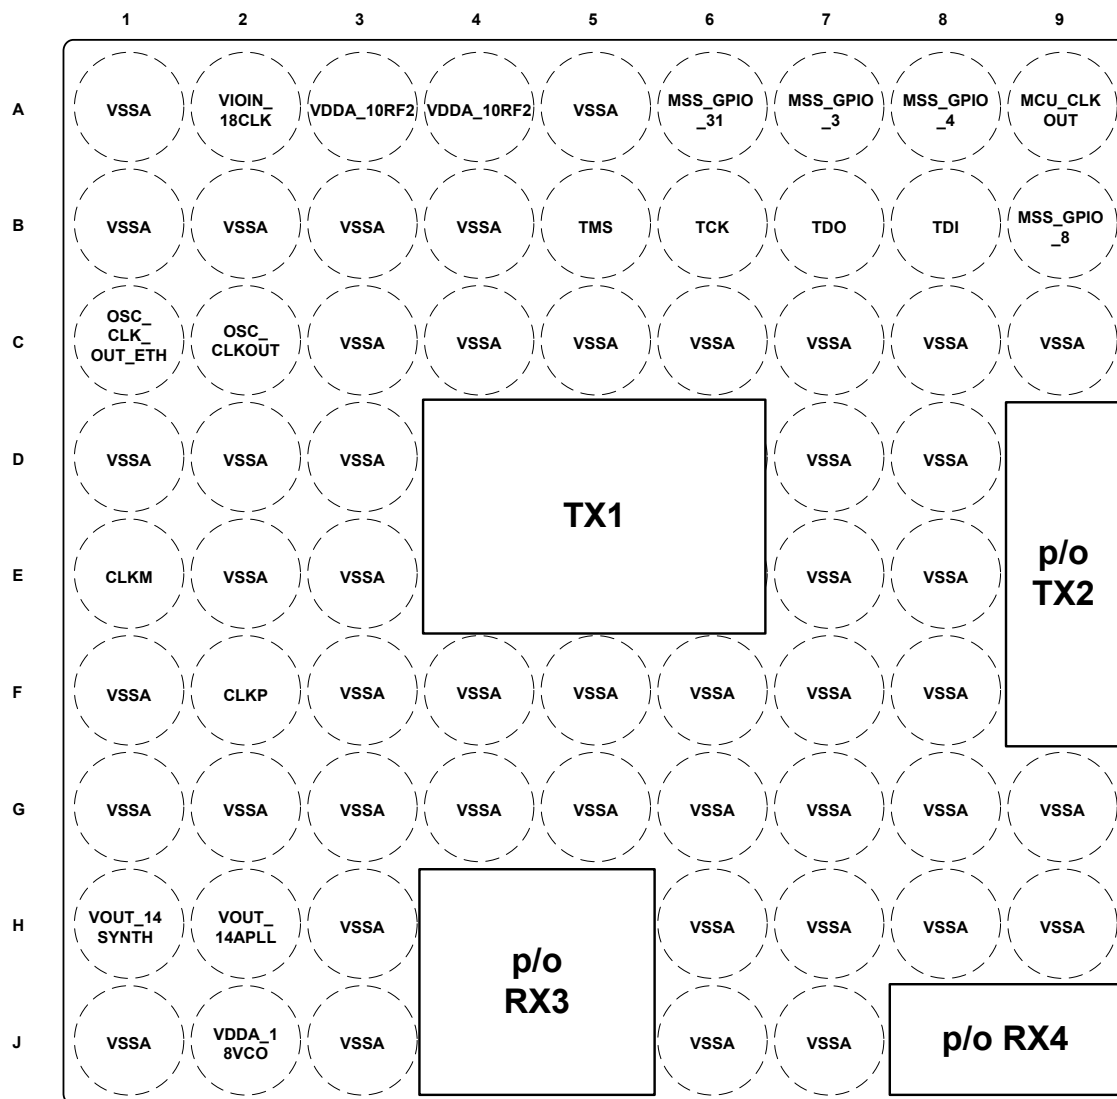 1 2 3 4 5 6 7 8 9
A VSSA VIOIN_ 18CLK VDDA_10RF2 VDDA_10RF2 VSSA MSS_GPIO _31 MSS_GPIO _3 MSS_GPIO _4 MCU_CLK OUT
B VSSA VSSA VSSA VSSA TMS TCK TDO TDI MSS_GPIO _8
C OSC_ CLK_ OUT_ETH OSC_ CLKOUT VSSA VSSA VSSA VSSA VSSA VSSA VSSA
D VSSA VSSA VSSA VSSA VSSA
TX1
p/o
TX2
E CLKM VSSA VSSA VSSA VSSA
F VSSA CLKP VSSA VSSA VSSA VSSA VSSA VSSA
G VSSA VSSA VSSA VSSA VSSA VSSA VSSA VSSA VSSA
H VOUT_14 SYNTH VOUT_ 14APLL VSSA VSSA VSSA VSSA VSSA
p/o
RX3
J VSSA VDDA_1 8VCO VSSA VSSA VSSA p/o RX4